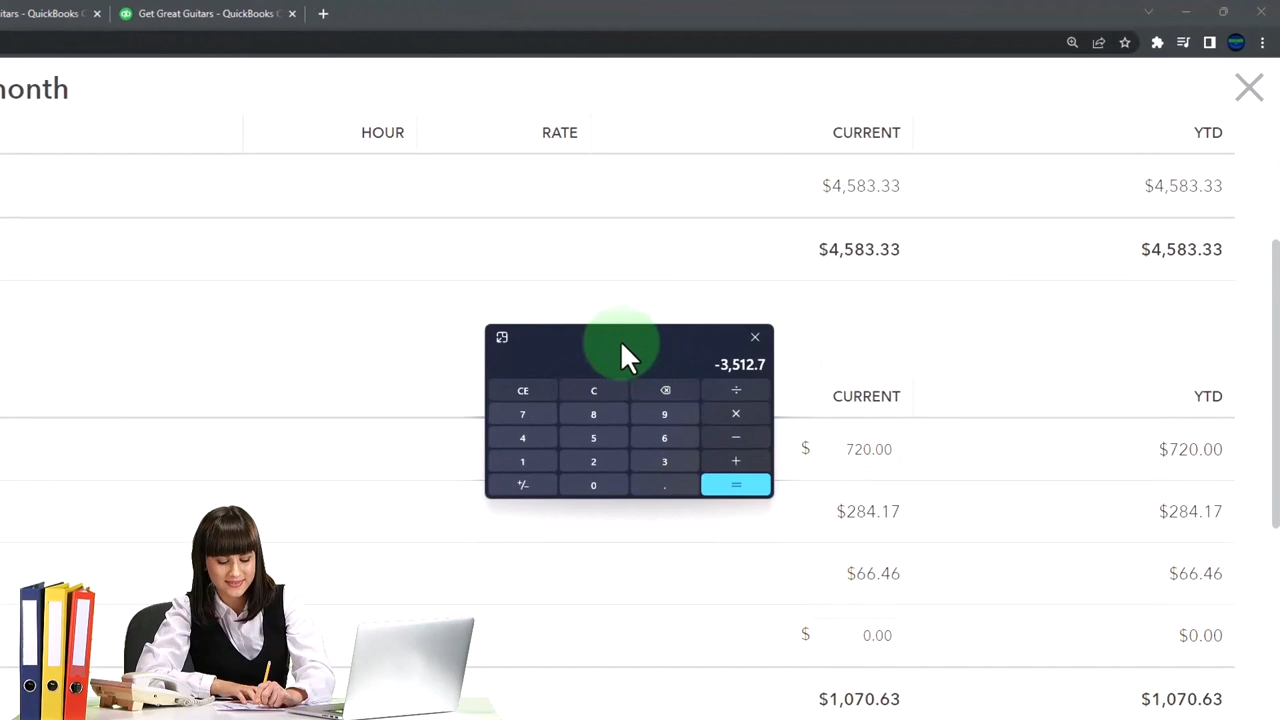 itars - QuickBooks
Get Great Guitars - QuickBooks
month
HOUR RATE CURRENT YTD
$4,583.33 $4,583.33
$4,583.33 $4,583.33
-3,512.7
CE C ÷
7 8 9 ×
4 5 6 −
1 2 3 +
+/- 0 . =
CURRENT YTD
$ 720.00 $720.00
$284.17 $284.17
$66.46 $66.46
$ 0.00 $0.00
$1,070.63 $1,070.63